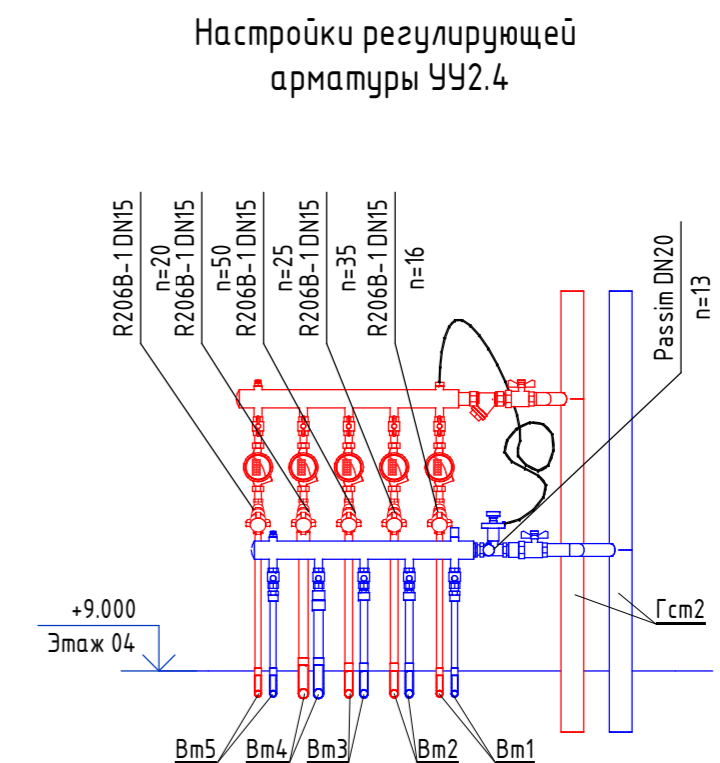 Настройки регулирующей
арматуры УУ2.4
R206B-1 DN15
n=20
R206B-1 DN15
n=50
R206B-1 DN15
n=25
R206B-1 DN15
n=35
R206B-1 DN15
n=16
Passim DN20
n=13
+9.000
Этаж 04
Гст2
Вт5
Вт4
Вт3
Вт2
Вт1